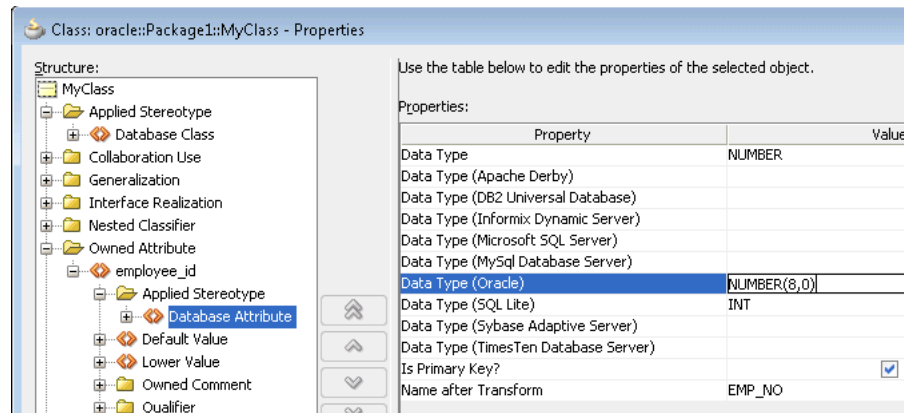 Class: oracle::Package1::MyClass - Properties
Structure:
MyClass
Applied Stereotype
Database Class
Collaboration Use
Generalization
Interface Realization
Nested Classifier
Owned Attribute
employee_id
Applied Stereotype
Database Attribute
Default Value
Lower Value
Owned Comment
Qualifier
Use the table below to edit the properties of the selected object.
Properties:
Property Value
Data Type NUMBER
Data Type (Apache Derby)
Data Type (DB2 Universal Database)
Data Type (Informix Dynamic Server)
Data Type (Microsoft SQL Server)
Data Type (MySql Database Server)
Data Type (Oracle) NUMBER(8,0)
Data Type (SQL Lite) INT
Data Type (Sybase Adaptive Server)
Data Type (TimesTen Database Server)
Is Primary Key?
Name after Transform EMP_NO